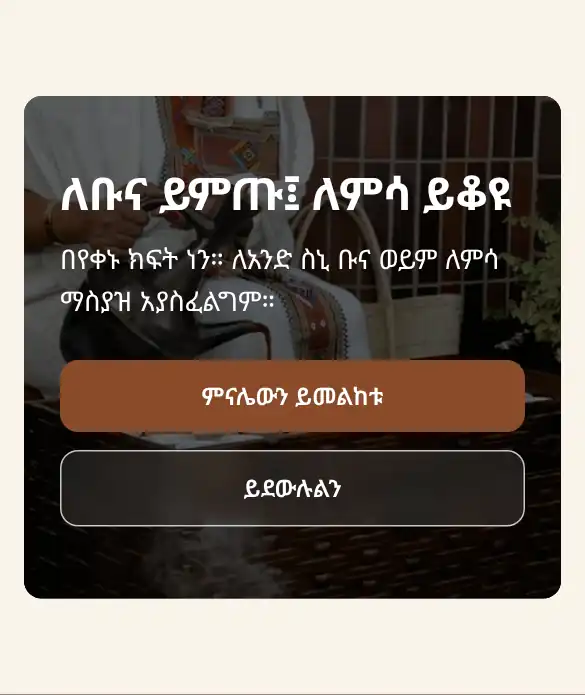 ለቡና ይምጡ፤ ለምሳ ይቆዩ
በየቀኑ ክፍት ነን። ለአንድ ስኒ ቡና ወይም ለምሳ
ማስያዝ አያስፈልግም።
ምናሌውን ይመልከቱ
ይደውሉልን